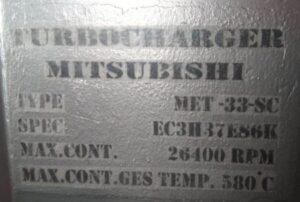 TURBOCHARGER
MITSUBISHI
TYPE MET-33-SC
SPEC EC3H37E86K
MAX.CONT. 26400 RPM
MAX.CONT.GES TEMP. 580°C